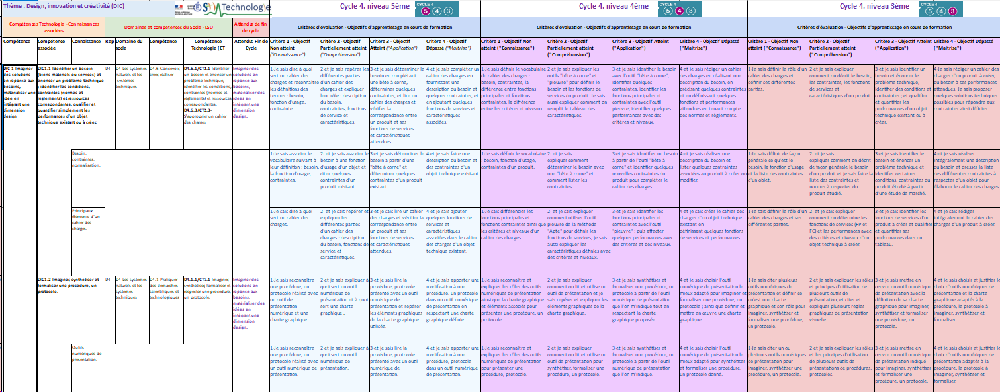 Thème : Design, innovation et créativité (DIC)
Technologie
Cycle 4, niveau 5ème
CYCLE 4
5 4 3
Cycle 4, niveau 4ème
CYCLE 4
5 4 3
Cycle 4, niveau 3ème
CYCLE 4
5 4 3
Compétences Technologie - Connaissances
associées
Domaines et compétences du Socle - LSU
Attendus de fin
de cycle
Critères d'évaluation - Objectifs d'apprentissage en cours de formation
Critères d'évaluation - Objectifs d'apprentissage en cours de formation
Critères d'évaluation - Objectifs d'apprentissage en cours de formation
Compétence
Compétence
associée
Connaissance
Rep
Domaine du
socle
Compétence
Compétence
Technologie (CT
Attendus Fin de
Cycle
Critère 1 - Objectif
Non atteint
("Connaissance")
Critère 2 - Objectif
Partiellement atteint
("Compréhension")
Critère 3 - Objectif
Atteint ("Application")
Critère 4 - Objectif
Dépassé ("Maitrise")
Critère 1 - Objectif Non
atteint ("Connaissance")
Critère 2 - Objectif
Partiellement atteint
("Compréhension")
Critère 3 - Objectif Atteint
("Application")
Critère 4 - Objectif Dépassé
("Maitrise")
Critère 1 - Objectif Non
atteint ("Connaissance")
Critère 2 - Objectif
Partiellement atteint
("Compréhension")
Critère 3 - Objectif Atteint
("Application")
Critère 4 - Objectif Dépassé
("Maitrise")
DIC-1-Imaginer
des solutions
en réponse aux
besoins,
matérialiser une
idée en
intégrant une
dimension
design
DIC1.1-Identifier un besoin
(biens matériels ou services) et
énoncer un problème technique
; identifier les conditions,
contraintes (normes et
règlements) et ressources
correspondantes, qualifier et
quantifier simplement les
performances d'un objet
technique existant ou à créer.
D4
D4-Les systèmes
naturels et les
systèmes
techniques
D4.6-Concevoir,
créer, réaliser
D4.6.1/CT2.1-Identifier
un besoin et énoncer un
problème technique,
identifier les conditions,
contraintes (normes et
règlements) et ressources
correspondantes.
D4.6.3/CT2.3-
S'approprier un cahier
des charges
Imaginer des
solutions en
réponse aux
besoins,
matérialiser des
idées en
intégrant une
dimension
design.
1 Je sais dire à quoi
sert un cahier des
charges et reconnaître
les définitions des
termes : besoin,
fonction d'usage,
contrainte.
2 et je sais repérer les
différentes parties
d'un cahier des
charges et expliquer
leur rôle : description
du besoin,
contraintes, fonctions
de service et
caractéristiques.
3 et je sais déterminer le
besoin en complétant
une bête à corne,
déterminer quelques
contraintes, et lire un
cahier des charges et
vérifier la
correspondance entre
un produit et ses
fonctions de services
et caractéristiques
attendues.
4 et je sais compléter un
cahier des charges en
fournissant une
description du besoin et
quelques contraintes, et
en ajoutant quelques
fonctions de services et
caractéristiques
associées.
1 Je sais définir le vocabulaire
du cahier des charges :
besoin, contraintes, la
différence entre fonctions
principales et fonctions
contraintes, la différence
entre les critères et niveaux.
2 et je sais expliquer les
outils "bête à corne" et
"pieuvre" pour définir le
besoin et les fonctions de
services du produit. Je sais
aussi expliquer comment on
remplit le tableau des
caractéristiques.
3 et je sais identifier le besoin
avec l'outil "bête à corne",
identifier quelques
contraintes, identifier les
fonctions principales et
contraintes avec l'outil
pieuvre, identifier quelques
performances avec des
critères et niveaux.
4 et je sais rédiger un cahier
des charges en réalisant une
description du besoin, en
précisant quelques contraintes
et en définissant quelques
fonctions et performances
attendues en tenant compte
des normes et règlements.
1 Je sais définir le rôle d'un
cahier des charges et
définir ses différentes
parties.
2 et je sais expliquer
comment on décrit le besoin,
les contraintes, les fonctions
de services et
caractéristiques d'un produit.
3 et je sais identifier un
besoin et énoncer le
problème technique,
identifier des conditions et
contraintes ; et qualifier
et quantifier les
performances d'un objet
technique existant ou à
créer.
4 Je sais rédiger un cahier des
charges d'un produit à créer,
du besoin à ses performances
attendues. Je sais proposer
quelques solutions techniques
possibles pour répondre aux
contraintes ainsi définies.
Besoin,
contraintes,
normalisation.
1 Je sais associer le
vocabulaire suivant à
leur définition : besoin,
la fonction d'usage,
contraintes.
2 et je sais associer le
besoin à une fonction
d'usage d'un objet et
citer quelques
contraintes d'un
produit existant.
3 et je sais déterminer le
besoin à partir d'une
"bête à corne" et
déterminer quelques
contraintes d'un produit
existant.
4 et je sais faire une
description du besoin et
des contraintes d'un
objet technique existant.
1 Je sais définir le vocabulaire
: besoin, fonction d'usage,
contraintes d'un produit.
2 et je sais
expliquer comment
déterminer le besoin avec
une "bête à corne" et
comment lister les
contraintes.
3 et je sais identifier un besoin
à partir de l'outil "bête à
corne" et identifier quelques
nouvelles contraintes du
produit pour compléter le
cahier des charges.
4 et je sais réaliser une
description du besoin et
lister quelques contraintes
associées au produit à créer ou
modifier.
1 Je sais définir de façon
générale ce qu'est le
besoin, la fonction d'usage
et la liste des contraintes
d'un objet.
2 et je sais
expliquer comment on décrit
de façon générale le besoin
d'un produit et je sais faire la
liste des contraintes et
normes à respecter du
produit étudié.
3 et je sais identifier le
besoin et énoncer un
problème technique et
identifier certaines
conditions, contraintes du
produit étudié à partir
d'une étude de marché.
4 et je sais réaliser
intégralement une description
du besoin et dresser la liste
des différentes contraintes à
respecter d'un objet pour
élaborer le cahier des charges.
Principaux
éléments d'un
cahier des
charges.
1 Je sais dire à quoi
sert un cahier des
charges.
2 et je sais repérer et
expliquer les
différentes parties
d'un cahier des
charges : description
du besoin, fonctions de
service et
caractéristiques.
3 et je sais lire un cahier
des charges et vérifier la
correspondance entre
un produit et ses
fonctions de services
et caractéristiques
attendues.
4 et je sais ajouter
quelques fonctions de
services et
caractéristiques
associées dans le cahier
des charges d'un objet
technique existant.
1 Je sais différencier les
fonctions principales et
fonctions contraintes ainsi que
les critères et niveaux d'un
cahier des charges.
2 et je sais expliquer
comment utiliser l'outil
pieuvre de la méthode
"Apte" pour définir les
fonctions de services, je sais
aussi expliquer les
caractéristiques définies avec
des critères et niveaux.
3 et je sais identifier les
fonctions principales et
contraintes avec l'outil
"pieuvre" ; puis affecter
quelques performances avec
des critères et des niveaux.
4 et je sais créer le cahier des
charges d'un objet technique
existant en
définissant quelques fonctions
de services et performances.
1 Je sais définir le rôle d'un
cahier des charges et ses
différentes parties.
2 et je sais expliquer
comment on détermine les
fonctions de services (FP et
FC) et les performances avec
des critères et niveaux d'un
objet technique à créer.
3 et je sais identifier les
fonctions de services d'un
produit à créer et qualifier
et quantifier ses
performances dans un
tableau.
4 et je sais rédiger
intégralement le cahier des
charges d'un produit à créer.
DIC1.2-Imaginer, synthétiser et
formaliser une procédure, un
protocole.
D4
D4-Les systèmes
naturels et les
systèmes
techniques
D4.1-Pratiquer
des démarches
scientifiques et
technologiques
D4.1.1/CT1.1-Imaginer,
synthétiser, formaliser et
respecter une procédure,
un protocole.
Imaginer des
solutions en
réponse aux
besoins,
matérialiser des
idées en
intégrant une
dimension
design.
1 Je sais reconnaître
une procédure, un
protocole réalisé avec
un outil de
présentation
numérique et une
charte graphique.
2 et je sais expliquer à
quoi sert un outil
numérique de
présentation et à quoi
sert une charte
graphique .
3 et je sais lire la
procédure, protocole
présenté avec un outil
numérique de
présentation et repérer
les éléments graphiques
de la charte graphique
utilisée.
4 et je sais apporter une
modification à une
procédure, un protocole
dans un outil numérique
de présentation en
respectant une charte
graphique définie.
1 Je sais reconnaître et
expliquer les rôles des outils
numériques de présentation
ainsi que la charte graphique
et éléments associés pour
présenter une procédure, un
protocole.
2 et je sais expliquer
comment on lit et utilise un
outil de présentation et je
sais repérer et expliquer les
éléments graphiques de la
charte.
3 et je sais synthétiser et
formaliser une procédure, un
protocole à partir de l'outil
numérique de présentation
que l'on m'indique tout en
respectant la charte
graphique proposée.
4 et je sais choisir l'outil
numérique de présentation le
mieux adapté pour imaginer et
formaliser une procédure, un
protocole ; ainsi que définir et
mettre en œuvre une charte
graphique.
1 Je sais citer plusieurs
outils numériques de
présentation et définir ce
qu'est une charte
graphique et son rôle pour
imaginer, synthétiser et
formaliser une procédure,
un protocole.
2 et je sais expliquer les rôles
et principes d'utilisation de
plusieurs outils de
présentation, et citer et
expliquer plusieurs règles
graphiques de présentation
visuelle .
3 et je sais mettre en
œuvre un outil numérique
de présentation avec la
définition de sa charte
graphique pour imaginer,
synthétiser et formaliser
une procédure, un
protocole.
4 et je sais choisir et justifier le
choix d'outils numériques de
présentation et la charte
graphique adaptés à la
procédure, le protocole à
imaginer, synthétiser et
formaliser
Outils
numériques de
présentation.
1 Je sais reconnaître
une procédure, un
protocole réalisé avec
un outil numérique de
présentation.
2 et je sais expliquer à
quoi sert un outil
numérique de
présentation.
3 et je sais lire la
procédure, protocole
présenté avec un outil
numérique de
présentation.
4 et je sais apporter une
modification à une
procédure, un protocole
dans un outil numérique
de présentation.
1 Je sais reconnaître et
expliquer les rôles des outils
numériques de présentation
pour présenter une
procédure, protocole.
2 et je sais expliquer
comment on lit et utilise un
outil de présentation pour
synthétiser, formaliser une
procédure, un protocole.
3 et je sais synthétiser et
formaliser une procédure, un
protocole à partir de l'outil
numérique de présentation
que l'on m'indique.
4 et je sais choisir l'outil
numérique de présentation le
mieux adapté pour synthétiser
et formaliser une
procédure, un protocole donné.
1 Je sais citer un ou
plusieurs outils numériques
de présentation pour
imaginer, synthétiser et
formaliser une procédure,
un protocole.
2 et je sais expliquer les rôles
et les principes d'utilisation
de plusieurs outils de
présentations de procédures,
protocoles.
3 et je sais mettre en
œuvre un outil numérique
de présentation indiqué
pour imaginer, synthétiser
et formaliser une
procédure, un protocole.
4 et je sais choisir et justifier le
choix d'outils numériques de
présentation adaptés à la
procédure, le protocole à
imaginer, synthétiser et
formaliser.